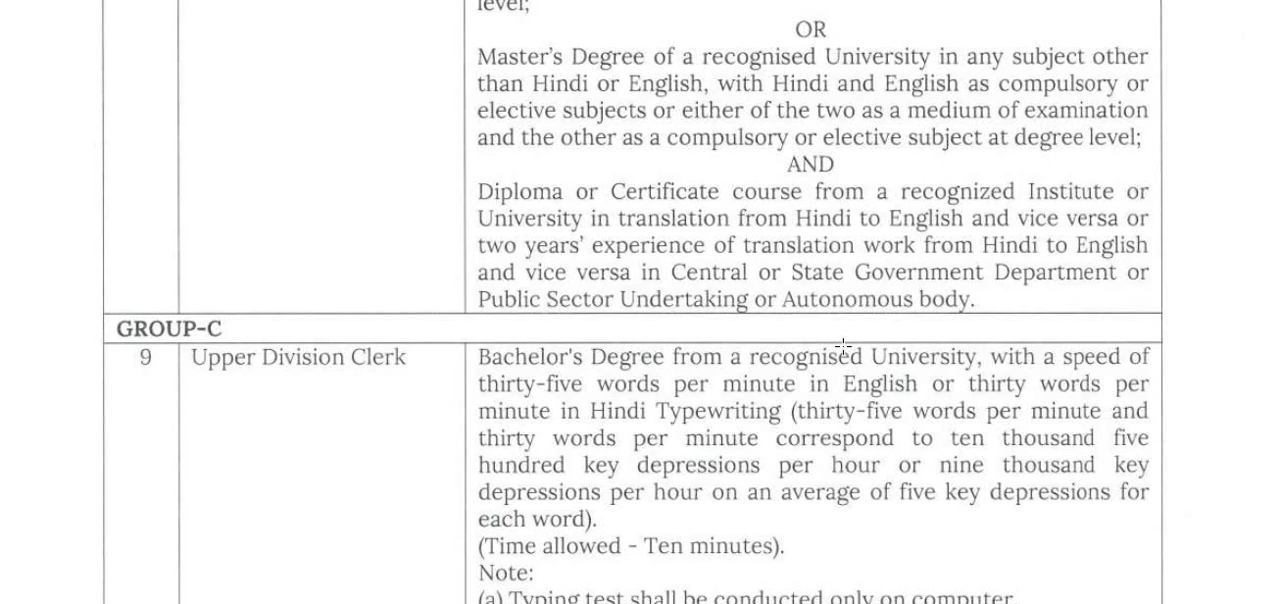 level;
OR
Master's Degree of a recognised University in any subject other
than Hindi or English, with Hindi and English as compulsory or
elective subjects or either of the two as a medium of examination
and the other as a compulsory or elective subject at degree level;
AND
Diploma or Certificate course from a recognized Institute or
University in translation from Hindi to English and vice versa or
two years' experience of translation work from Hindi to English
and vice versa in Central or State Government Department or
Public Sector Undertaking or Autonomous body.
GROUP-C
9 Upper Division Clerk Bachelor's Degree from a recognised University, with a speed of
thirty-five words per minute in English or thirty words per
minute in Hindi Typewriting (thirty-five words per minute and
thirty words per minute correspond to ten thousand five
hundred key depressions per hour or nine thousand key
depressions per hour on an average of five key depressions for
each word).
(Time allowed - Ten minutes).
Note:
(a) Typing test shall be conducted only on computer.